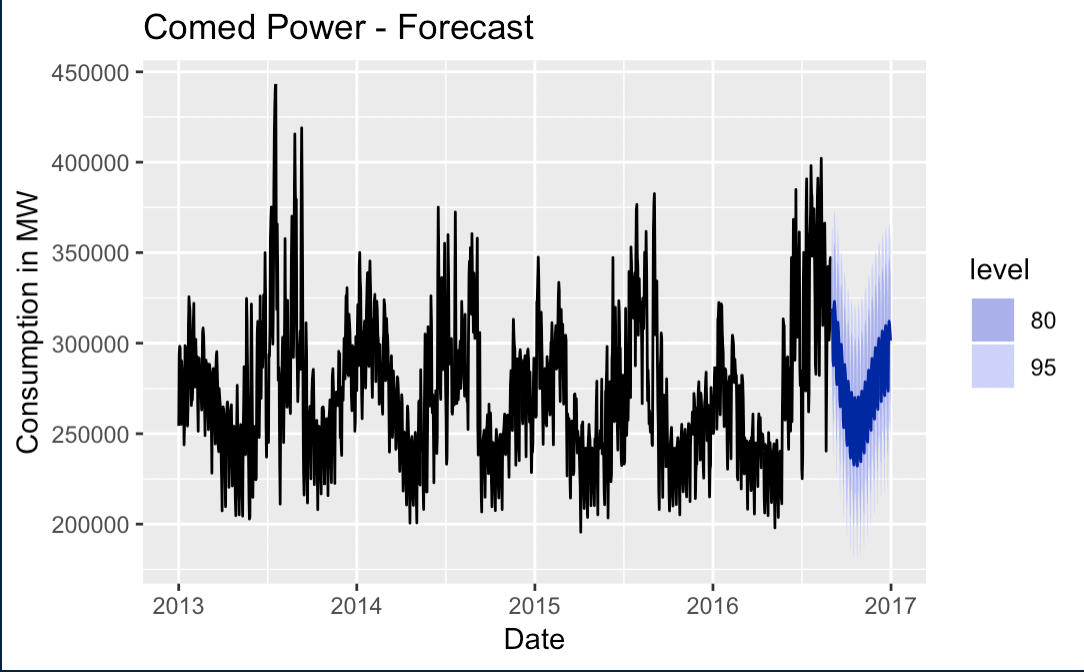 Comed Power - Forecast
450000
400000
350000
300000
250000
200000
Consumption in MW
2013 2014 2015 2016 2017
Date
level
80
95